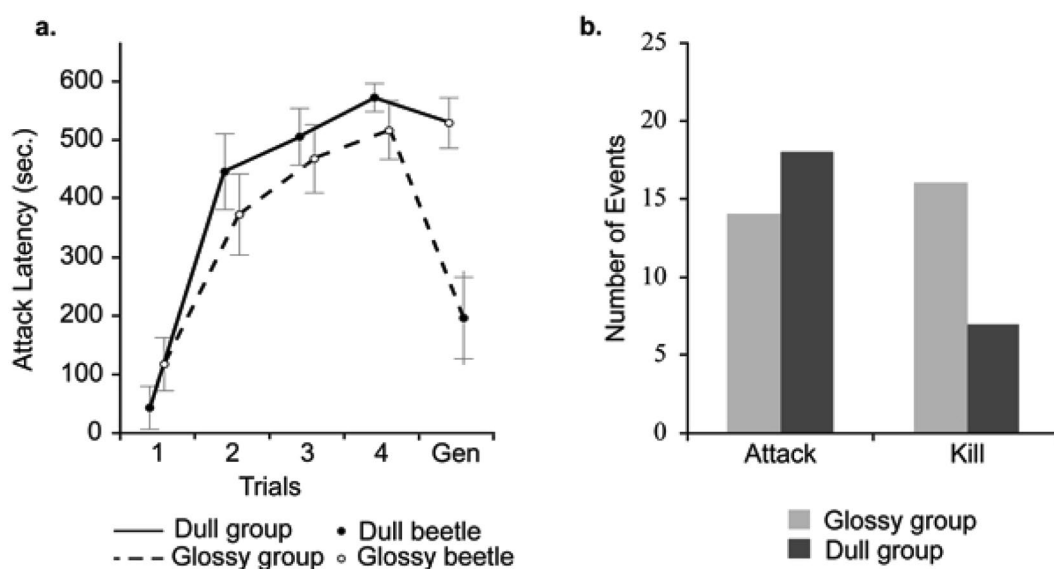 a.
Attack Latency (sec.)
600
500
400
300
200
100
0
1 2 3 4 Gen
Trials
Dull group Dull beetle
Glossy group Glossy beetle
b.
Number of Events
25
20
15
10
5
0
Attack Kill
Glossy group
Dull group